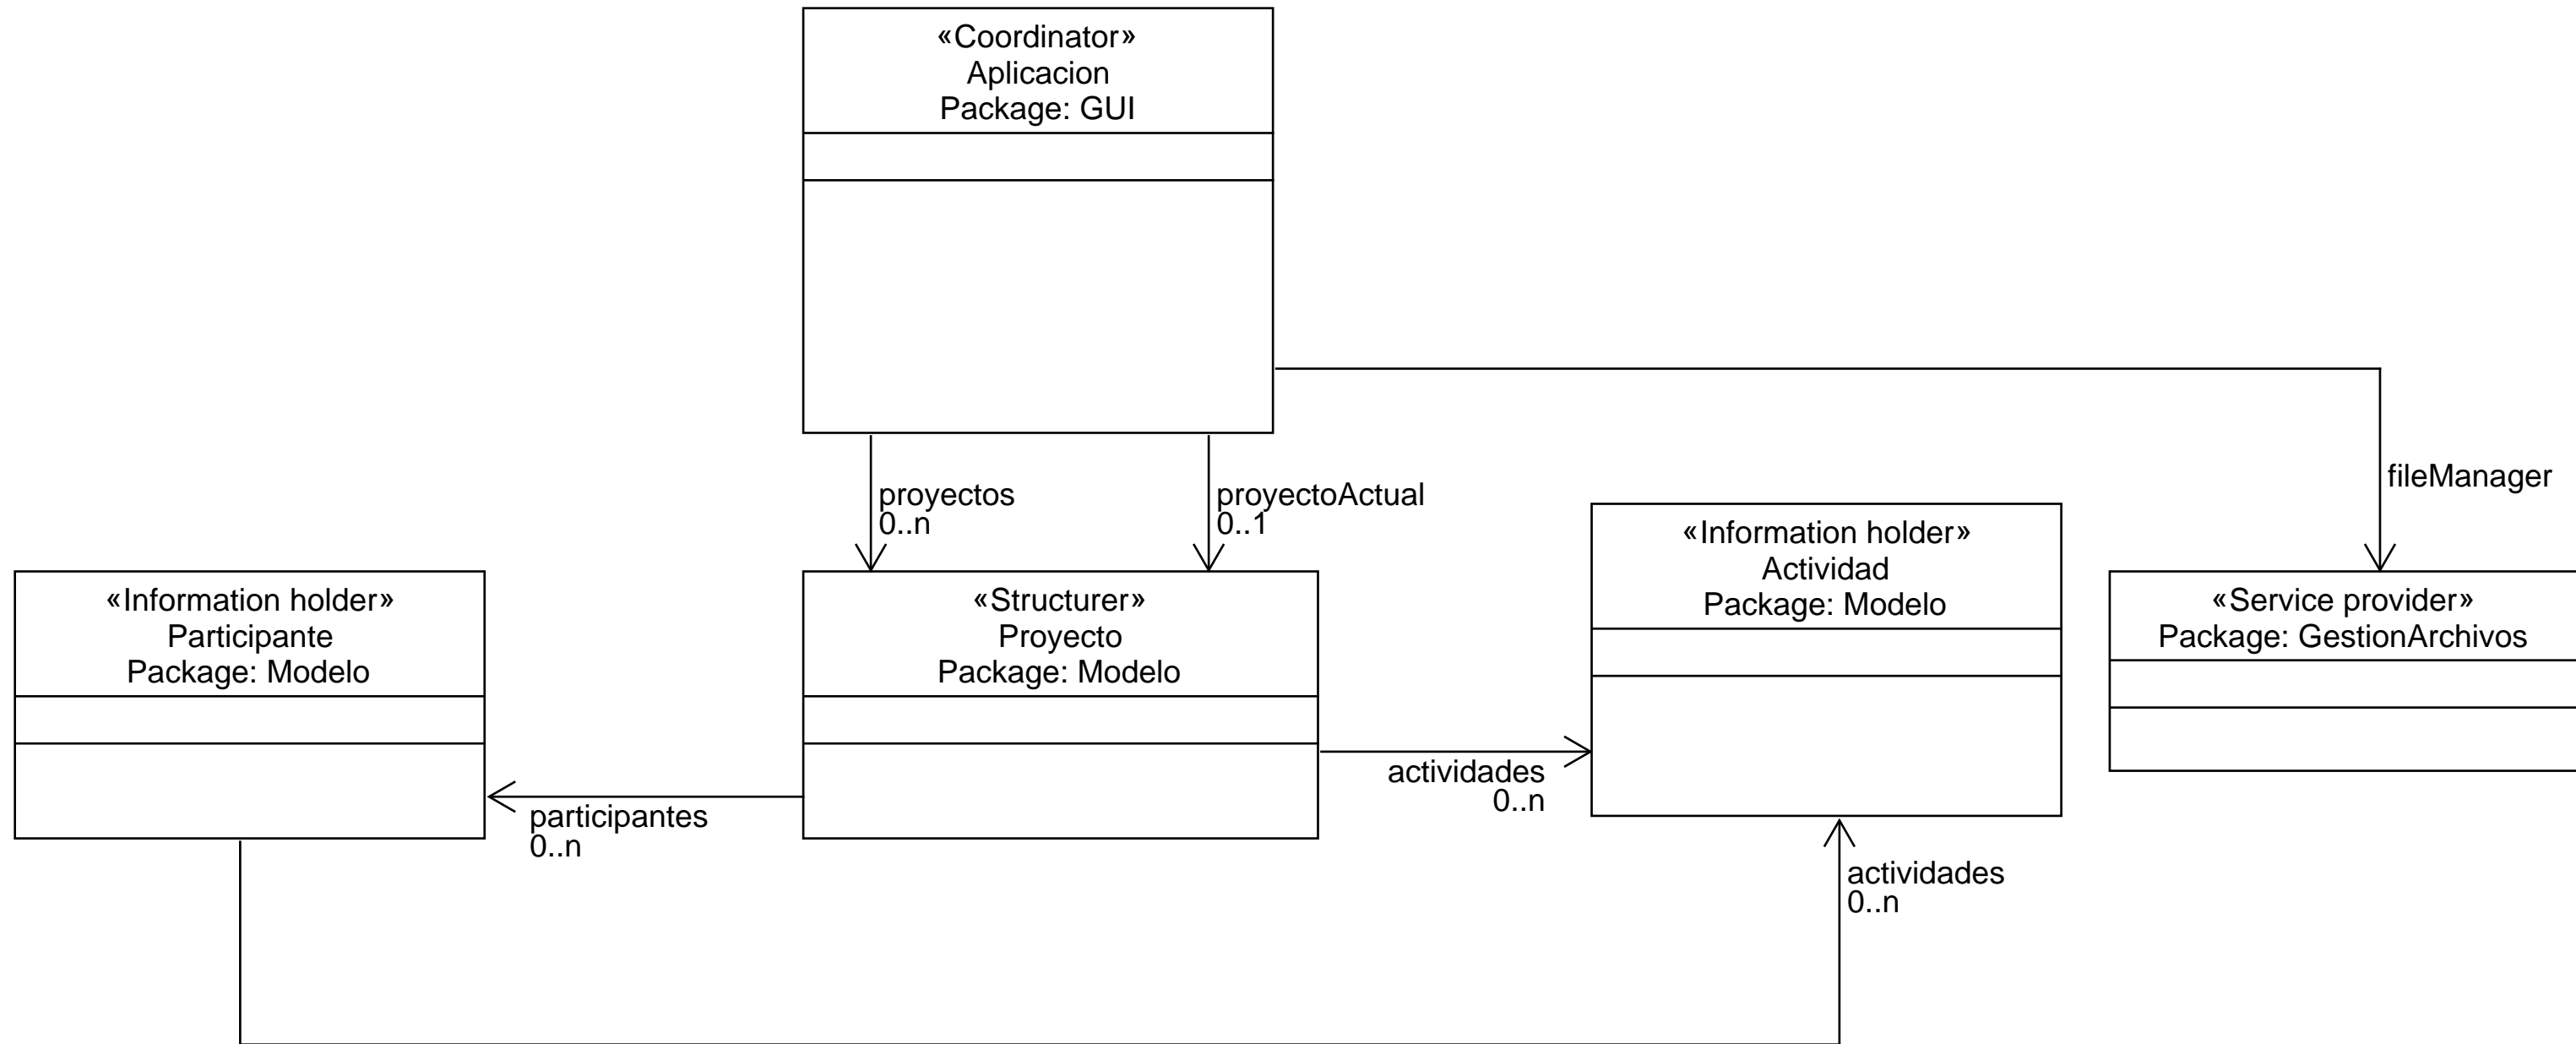 «Coordinator»
Aplicacion
Package: GUI
proyectos
0..n
proyectoActual
0..1
fileManager
«Information holder»
Participante
Package: Modelo
«Structurer»
Proyecto
Package: Modelo
«Information holder»
Actividad
Package: Modelo
«Service provider»
Package: GestionArchivos
participantes
0..n
actividades
0..n
actividades
0..n